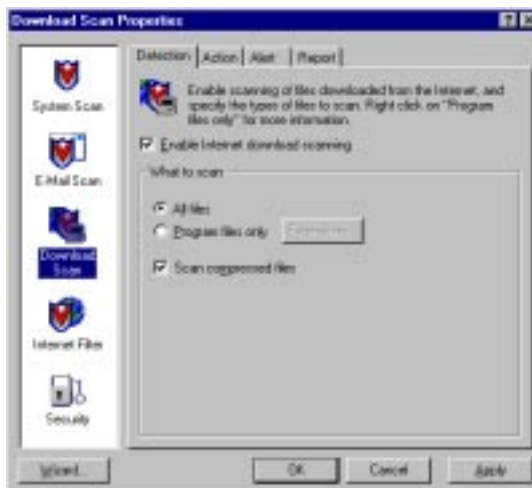 Download Scan Properties
System Scan
E-Mail Scan
Download
Scan
Internet Filter
Security
Detection
Action
Alert
Report
Enable scanning of files downloaded from the Internet, and
specify the types of files to scan. Right click on "Program
files only" for more information.
Enable Internet download scanning
What to scan
All files
Program files only
Scan compressed files
Wizard...
OK
Cancel
Apply